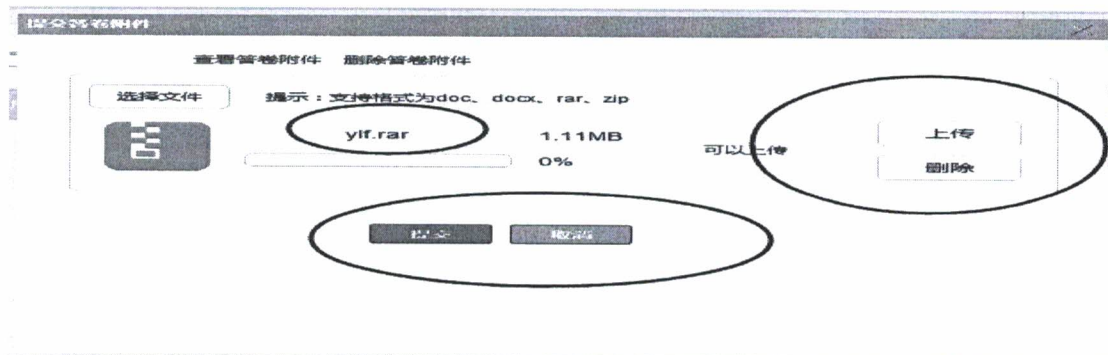 提交答卷附件
查看答卷附件 删除答卷附件
选择文件 提示：支持格式为doc、docx、rar、zip
ylf.rar 1.11MB 可以上传 上传
0% 删除
提交 取消